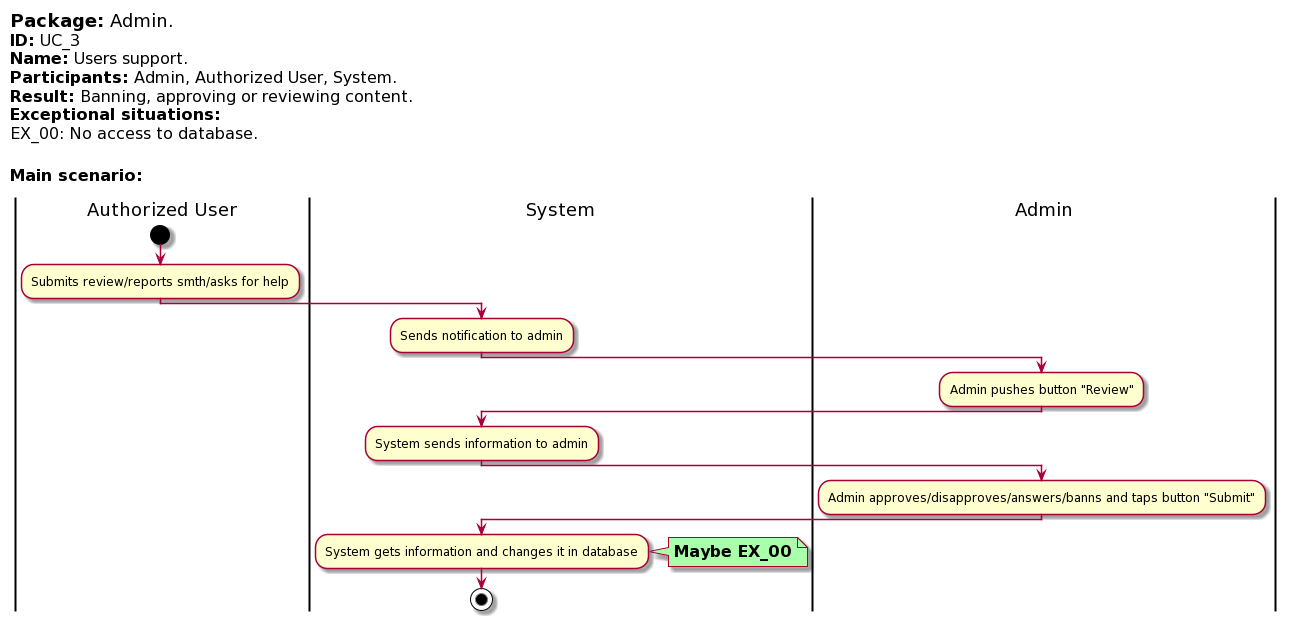 Package: Admin.
ID: UC_3
Name: Users support.
Participants: Admin, Authorized User, System.
Result: Banning, approving or reviewing content.
Exceptional situations:
EX_00: No access to database.
Main scenario:
Authorized User
System
Admin
Submits review/reports smth/asks for help
Sends notification to admin
Admin pushes button "Review"
System sends information to admin
Admin approves/disapproves/answers/banns and taps button "Submit"
System gets information and changes it in database
Maybe EX_00